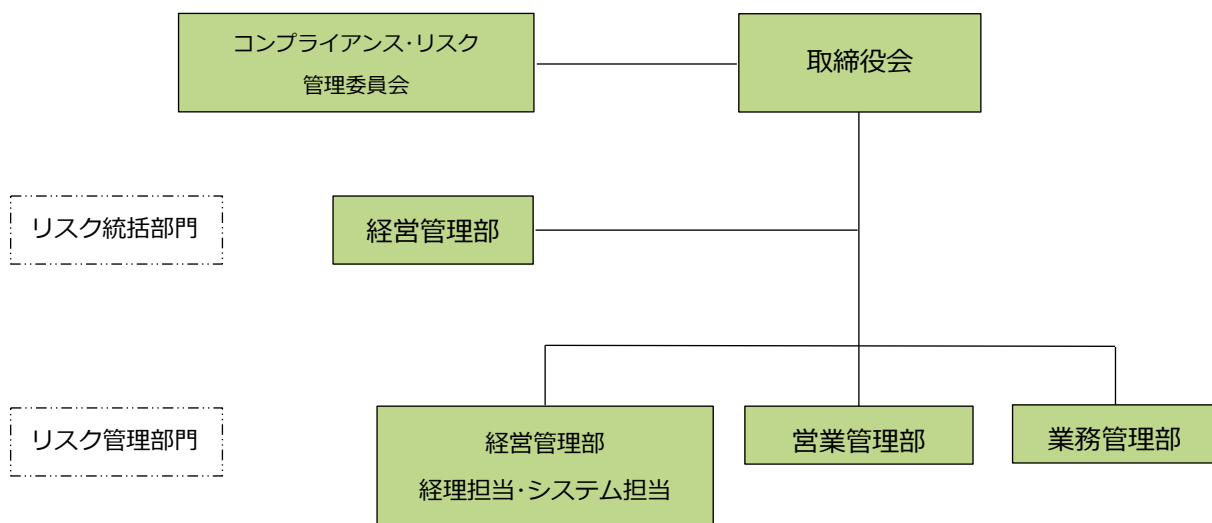 コンプライアンス・リスク
管理委員会
取締役会
リスク統括部門
経営管理部
リスク管理部門
経営管理部
経理担当・システム担当
営業管理部
業務管理部